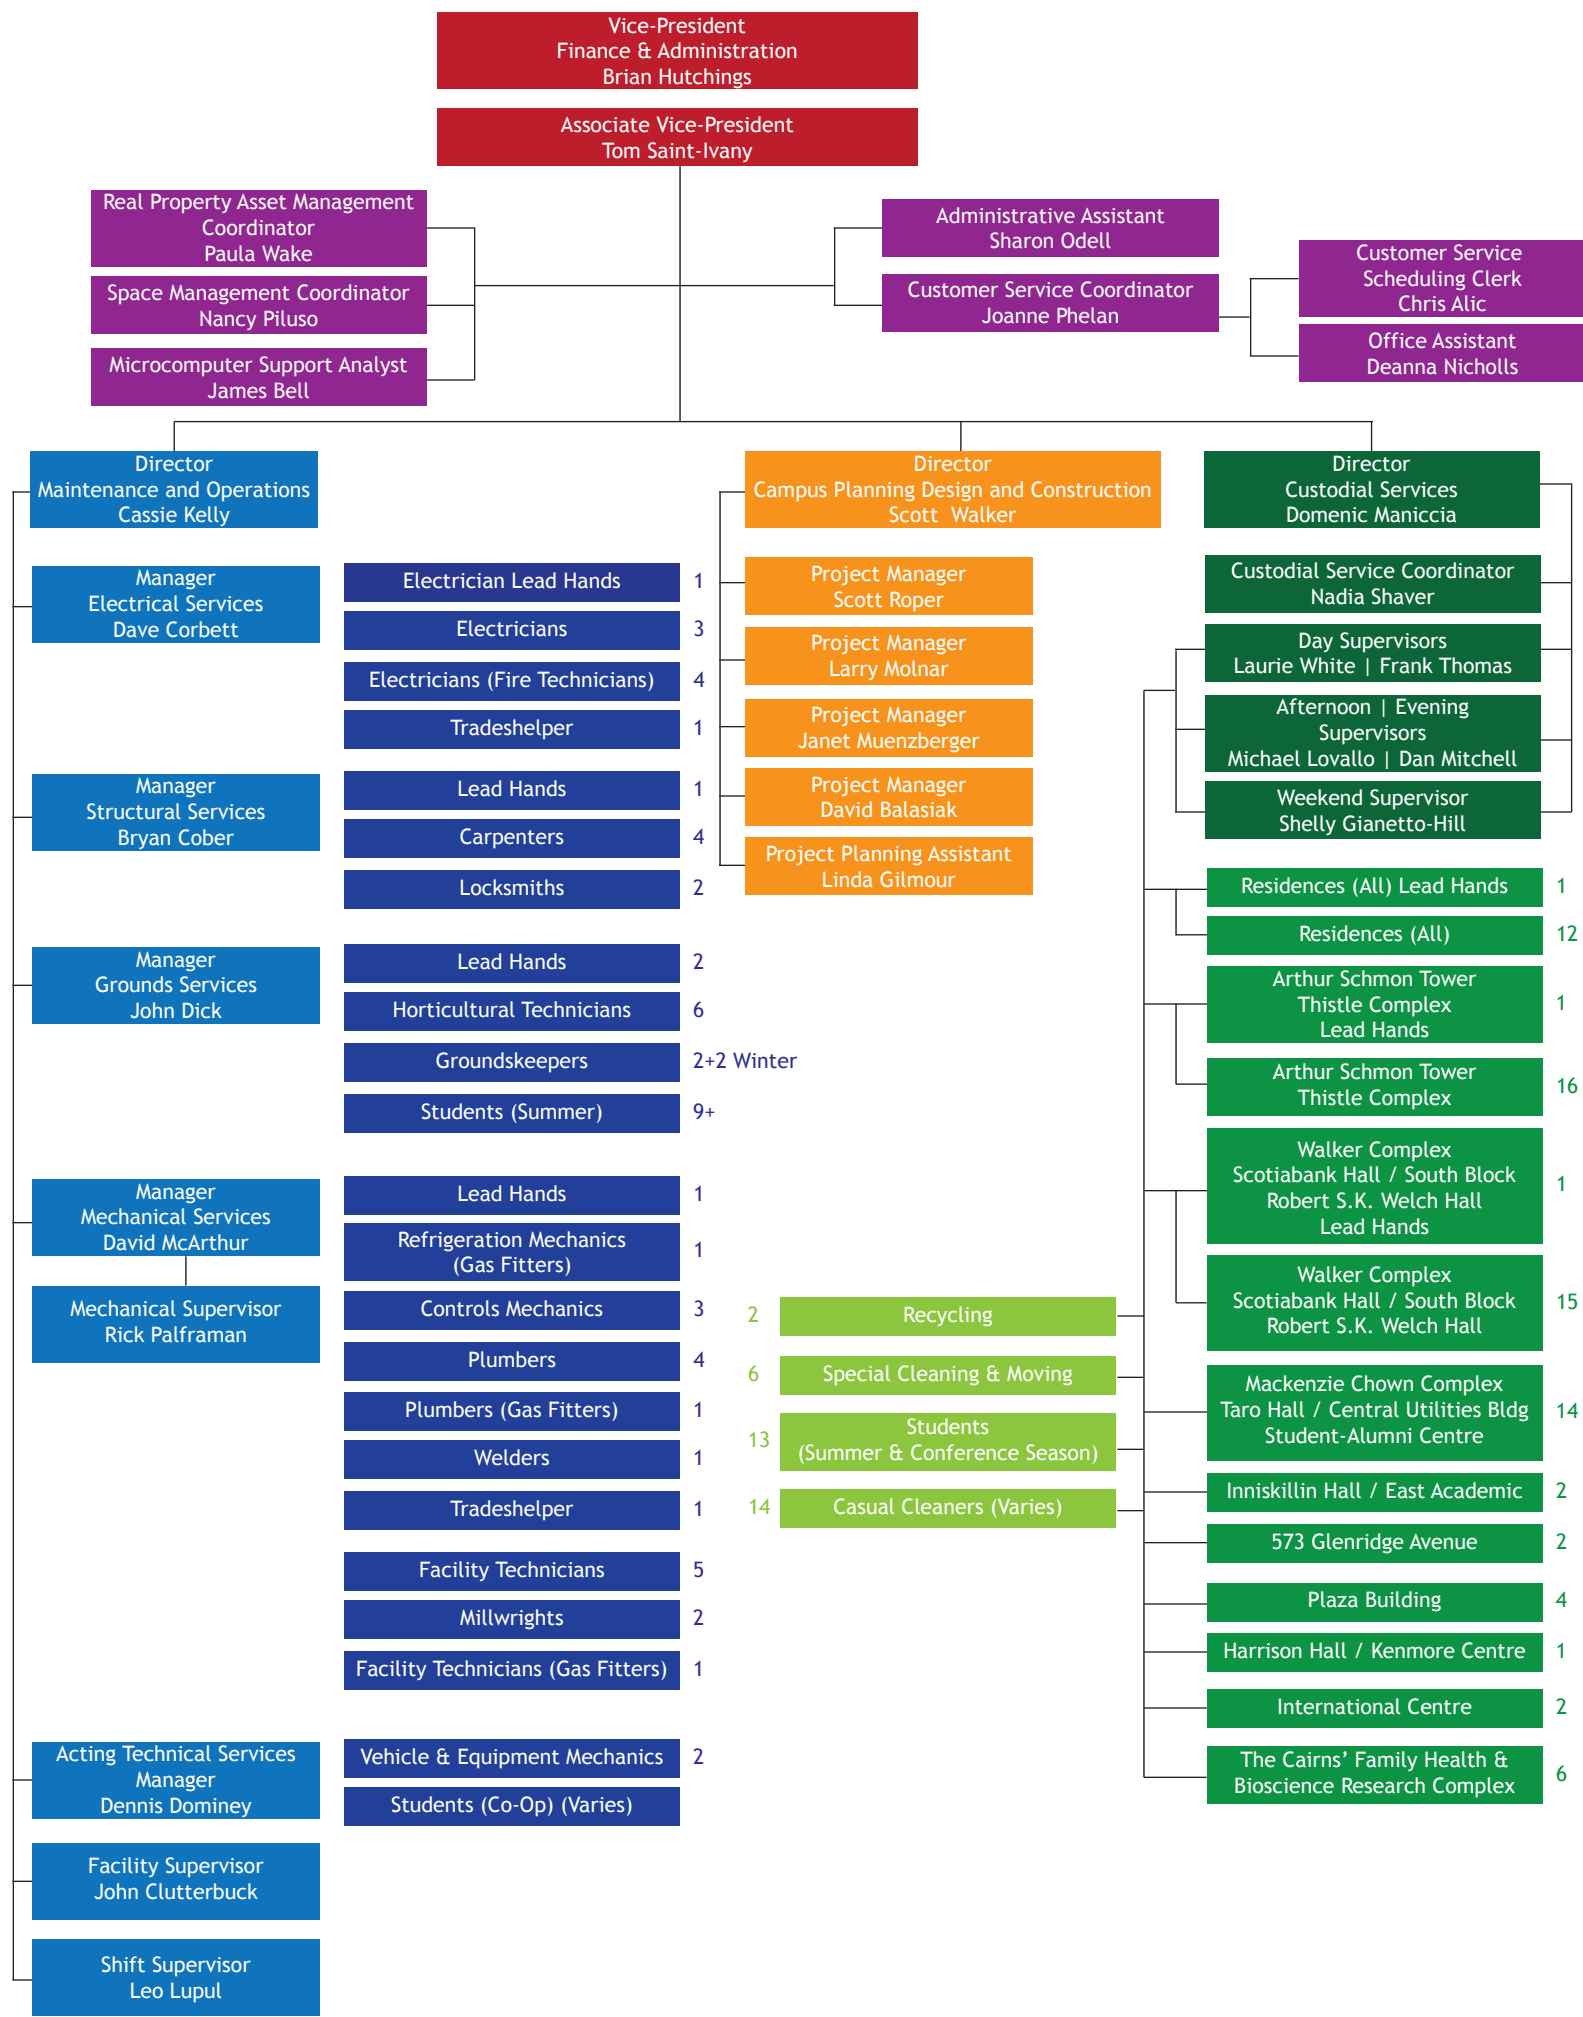 Vice-President
Finance & Administration
Brian Hutchings
Associate Vice-President
Tom Saint-Ivany
Real Property Asset Management
Coordinator
Paula Wake
Space Management Coordinator
Nancy Piluso
Microcomputer Support Analyst
James Bell
Administrative Assistant
Sharon Odell
Customer Service Coordinator
Joanne Phelan
Customer Service
Scheduling Clerk
Chris Alic
Office Assistant
Deanna Nicholls
Director
Maintenance and Operations
Cassie Kelly
Manager
Electrical Services
Dave Corbett
Electrician Lead Hands 1
Electricians 3
Electricians (Fire Technicians) 4
Tradeshelper 1
Manager
Structural Services
Bryan Cober
Lead Hands 1
Carpenters 4
Locksmiths 2
Manager
Grounds Services
John Dick
Lead Hands 2
Horticultural Technicians 6
Groundskeepers 2+2 Winter
Students (Summer) 9+
Manager
Mechanical Services
David McArthur
Mechanical Supervisor
Rick Palframan
Lead Hands 1
Refrigeration Mechanics
(Gas Fitters) 1
Controls Mechanics 3
Plumbers 4
Plumbers (Gas Fitters) 1
Welders 1
Tradeshelper 1
Facility Technicians 5
Millwrights 2
Facility Technicians (Gas Fitters) 1
Acting Technical Services
Manager
Dennis Dominey
Vehicle & Equipment Mechanics 2
Students (Co-Op) (Varies)
Facility Supervisor
John Clutterbuck
Shift Supervisor
Leo Lupul
Director
Campus Planning Design and Construction
Scott Walker
Project Manager
Scott Roper
Project Manager
Larry Molnar
Project Manager
Janet Muenzberger
Project Manager
David Balasiak
Project Planning Assistant
Linda Gilmour
Director
Custodial Services
Domenic Maniccia
Custodial Service Coordinator
Nadia Shaver
Day Supervisors
Laurie White | Frank Thomas
Afternoon | Evening
Supervisors
Michael Lovallo | Dan Mitchell
Weekend Supervisor
Shelly Gianetto-Hill
Residences (All) Lead Hands 1
Residences (All) 12
Arthur Schmon Tower
Thistle Complex 1
Lead Hands
Arthur Schmon Tower
Thistle Complex 16
Walker Complex
Scotiabank Hall / South Block
Robert S.K. Welch Hall 1
Lead Hands
Walker Complex
Scotiabank Hall / South Block 15
Robert S.K. Welch Hall
2 Recycling
6 Special Cleaning & Moving
13 Students
(Summer & Conference Season)
14 Casual Cleaners (Varies)
Mackenzie Chown Complex
Taro Hall / Central Utilities Bldg 14
Student-Alumni Centre
Inniskillin Hall / East Academic 2
573 Glenridge Avenue 2
Plaza Building 4
Harrison Hall / Kenmore Centre 1
International Centre 2
The Cairns’ Family Health &
Bioscience Research Complex 6